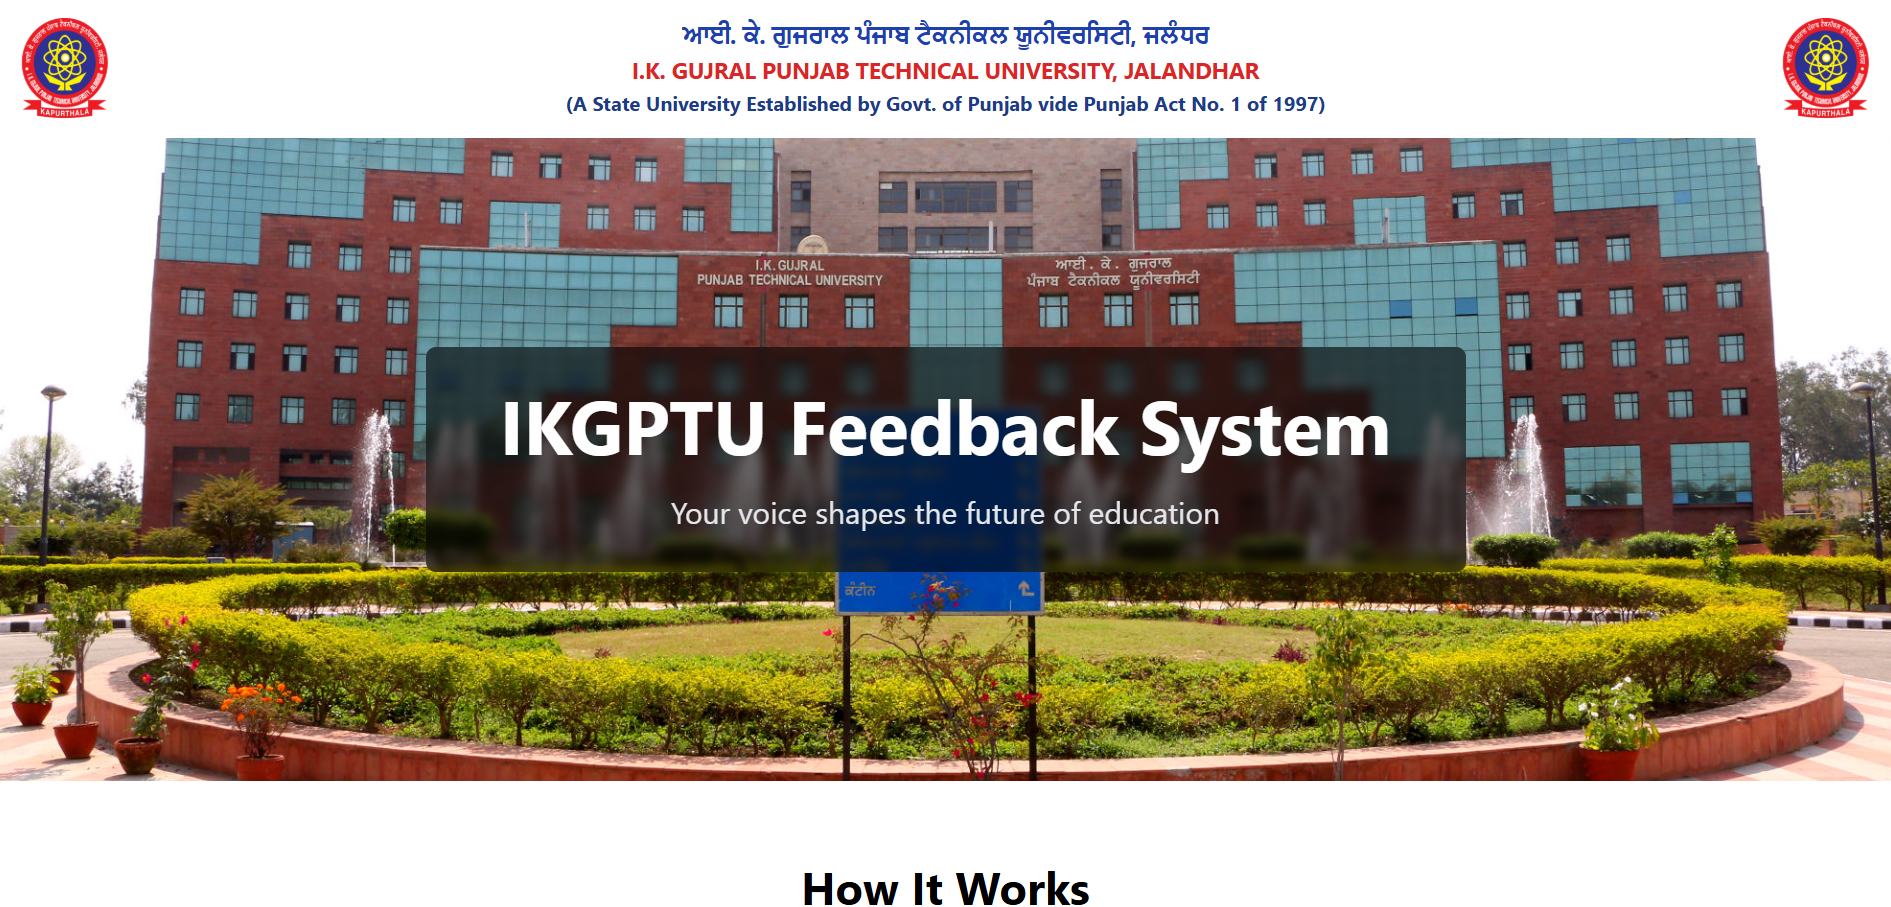 ਆਈ. ਕੇ. ਗੁਜਰਾਲ ਪੰਜਾਬ ਟੈਕਨੀਕਲ ਯੂਨੀਵਰਸਿਟੀ, ਜਲੰਧਰ
I.K. GUJRAL PUNJAB TECHNICAL UNIVERSITY, JALANDHAR
(A State University Established by Govt. of Punjab vide Punjab Act No. 1 of 1997)
KAPURTHALA
KAPURTHALA
I.K.GUJRAL
PUNJAB TECHNICAL UNIVERSITY
ਆਈ. ਕੇ. ਗੁਜਰਾਲ
ਪੰਜਾਬ ਟੈਕਨੀਕਲ ਯੂਨੀਵਰਸਿਟੀ
IKGPTU Feedback System
Your voice shapes the future of education
ਕੰਟੀਨ
How It Works